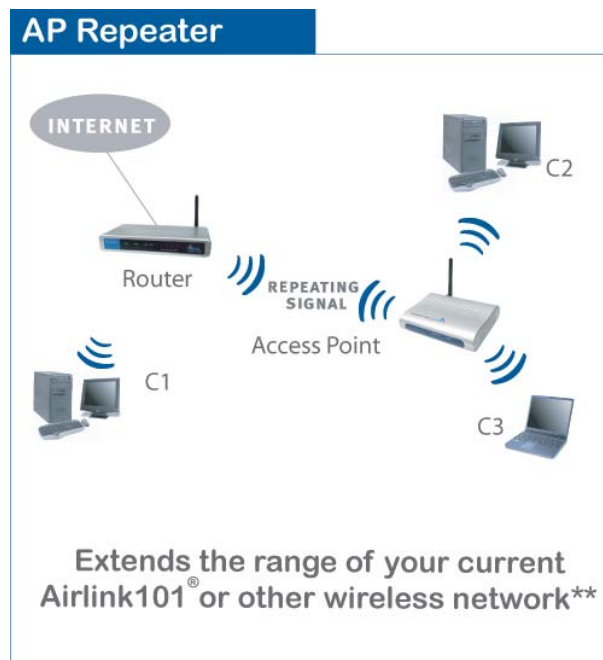 AP Repeater
INTERNET
C2
Router
REPEATING
SIGNAL
Access Point
C1
C3
Extends the range of your current
Airlink101® or other wireless network**